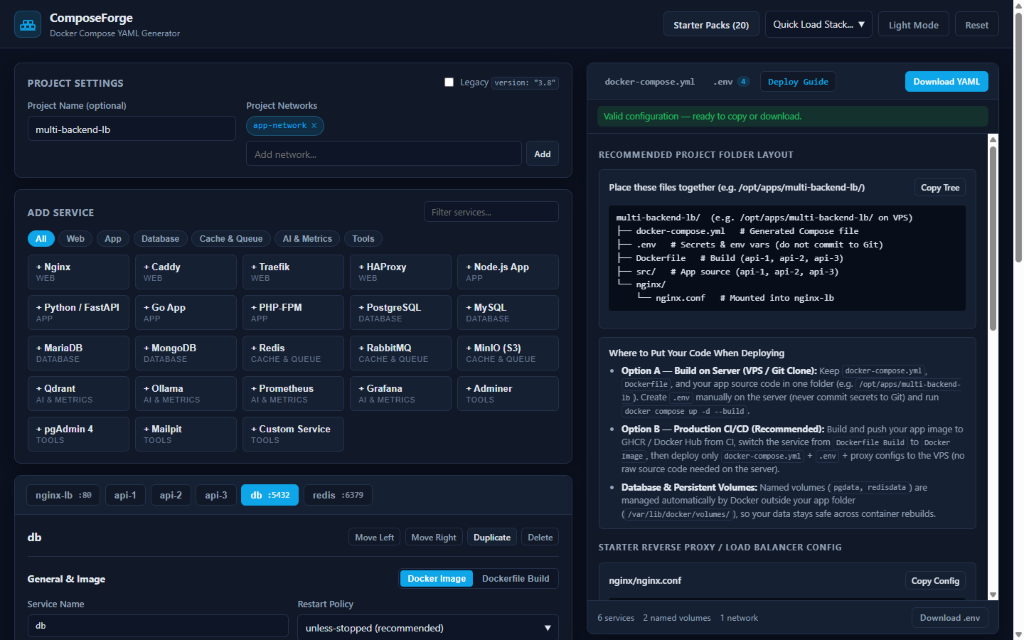 ComposeForge
Docker Compose YAML Generator
Starter Packs (20)
Quick Load Stack... ▼
Light Mode
Reset
PROJECT SETTINGS
Legacy version: "3.8"
Project Name (optional)
multi-backend-lb
Project Networks
app-network ×
Add network...
Add
ADD SERVICE
Filter services...
All
Web
App
Database
Cache & Queue
AI & Metrics
Tools
+ Nginx
WEB
+ Caddy
WEB
+ Traefik
WEB
+ HAProxy
WEB
+ Node.js App
APP
+ Python / FastAPI
APP
+ Go App
APP
+ PHP-FPM
APP
+ PostgreSQL
DATABASE
+ MySQL
DATABASE
+ MariaDB
DATABASE
+ MongoDB
DATABASE
+ Redis
CACHE & QUEUE
+ RabbitMQ
CACHE & QUEUE
+ MinIO (S3)
CACHE & QUEUE
+ Qdrant
AI & METRICS
+ Ollama
AI & METRICS
+ Prometheus
AI & METRICS
+ Grafana
AI & METRICS
+ Adminer
TOOLS
+ pgAdmin 4
TOOLS
+ Mailpit
TOOLS
+ Custom Service
TOOLS
nginx-lb :80
api-1
api-2
api-3
db :5432
redis :6379
db
Move Left
Move Right
Duplicate
Delete
General & Image
Docker Image
Dockerfile Build
Service Name
db
Restart Policy
unless-stopped (recommended) ▼
docker-compose.yml
.env 4
Deploy Guide
Download YAML
Valid configuration — ready to copy or download.
RECOMMENDED PROJECT FOLDER LAYOUT
Place these files together (e.g. /opt/apps/multi-backend-lb/)
Copy Tree
multi-backend-lb/ (e.g. /opt/apps/multi-backend-lb/ on VPS)
├── docker-compose.yml # Generated Compose file
├── .env # Secrets & env vars (do not commit to Git)
├── Dockerfile # Build (api-1, api-2, api-3)
├── src/ # App source (api-1, api-2, api-3)
└── nginx/
└── nginx.conf # Mounted into nginx-lb
Where to Put Your Code When Deploying
• Option A — Build on Server (VPS / Git Clone): Keep docker-compose.yml ,
Dockerfile , and your app source code in one folder (e.g. /opt/apps/multi-backend-
lb ). Create .env manually on the server (never commit secrets to Git) and run
docker compose up -d --build .
• Option B — Production CI/CD (Recommended): Build and push your app image to
GHCR / Docker Hub from CI, switch the service from Dockerfile Build to Docker
Image , then deploy only docker-compose.yml + .env + proxy configs to the VPS (no
raw source code needed on the server).
• Database & Persistent Volumes: Named volumes ( pgdata, redisdata ) are
managed automatically by Docker outside your app folder
( /var/lib/docker/volumes/ ), so your data stays safe across container rebuilds.
STARTER REVERSE PROXY / LOAD BALANCER CONFIG
nginx/nginx.conf
Copy Config
6 services 2 named volumes 1 network
Download .env